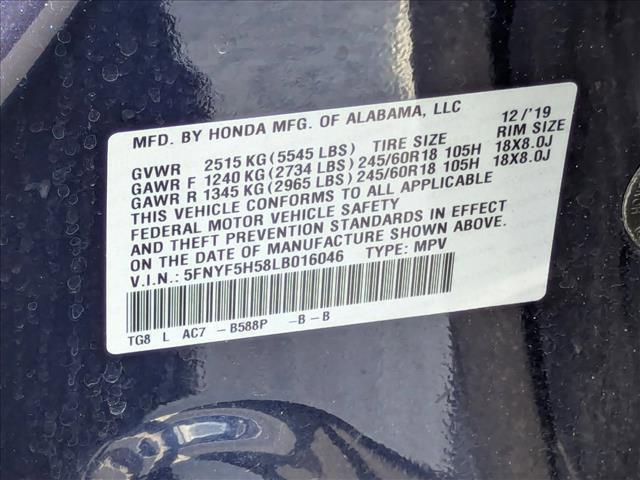 MFD. BY HONDA MFG. OF ALABAMA, LLC 12/'19
GVWR 2515 KG (5545 LBS) TIRE SIZE RIM SIZE
GAWR F 1240 KG (2734 LBS) 245/60R18 105H 18X8.0J
GAWR R 1345 KG (2965 LBS) 245/60R18 105H 18X8.0J
THIS VEHICLE CONFORMS TO ALL APPLICABLE
FEDERAL MOTOR VEHICLE SAFETY
AND THEFT PREVENTION STANDARDS IN EFFECT
ON THE DATE OF MANUFACTURE SHOWN ABOVE.
V.I.N.: 5FNYF5H58LB016046 TYPE: MPV
TG8 L AC7 -B588P -B-B